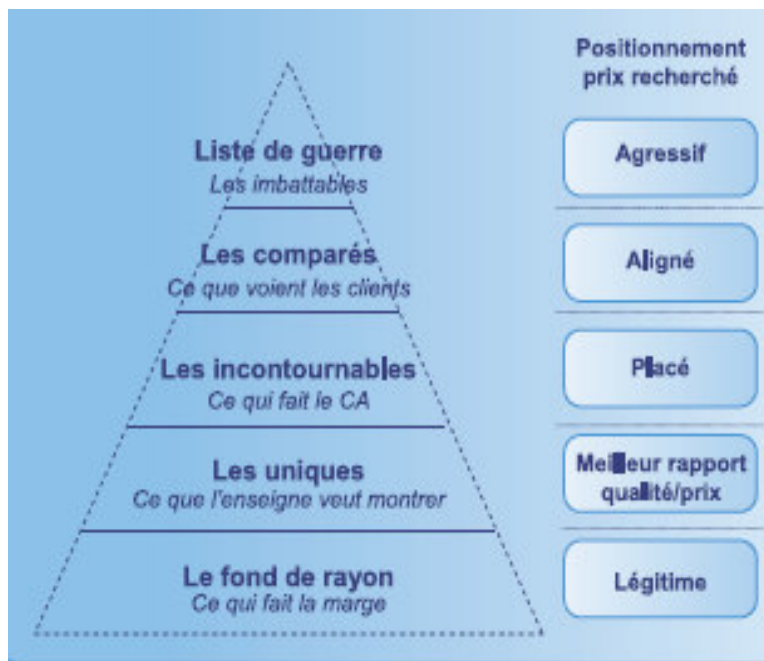 Positionnement
prix recherché
Liste de guerre
Les imbattables
Agressif
Les comparés
Ce que voient les clients
Aligné
Les incontournables
Ce qui fait le CA
Placé
Les uniques
Ce que l'enseigne veut montrer
Meilleur rapport
qualité/prix
Le fond de rayon
Ce qui fait la marge
Légitime